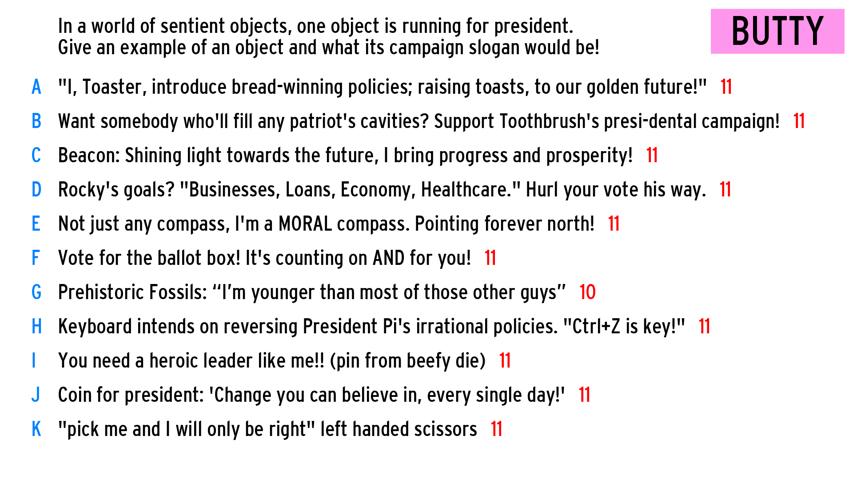 In a world of sentient objects, one object is running for president.
Give an example of an object and what its campaign slogan would be!
BUTTY
A "I, Toaster, introduce bread-winning policies; raising toasts, to our golden future!" 11
B Want somebody who'll fill any patriot's cavities? Support Toothbrush's presi-dental campaign! 11
C Beacon: Shining light towards the future, I bring progress and prosperity! 11
D Rocky's goals? "Businesses, Loans, Economy, Healthcare." Hurl your vote his way. 11
E Not just any compass, I'm a MORAL compass. Pointing forever north! 11
F Vote for the ballot box! It's counting on AND for you! 11
G Prehistoric Fossils: “I’m younger than most of those other guys” 10
H Keyboard intends on reversing President Pi's irrational policies. "Ctrl+Z is key!" 11
I You need a heroic leader like me!! (pin from beefy die) 11
J Coin for president: 'Change you can believe in, every single day!' 11
K "pick me and I will only be right" left handed scissors 11